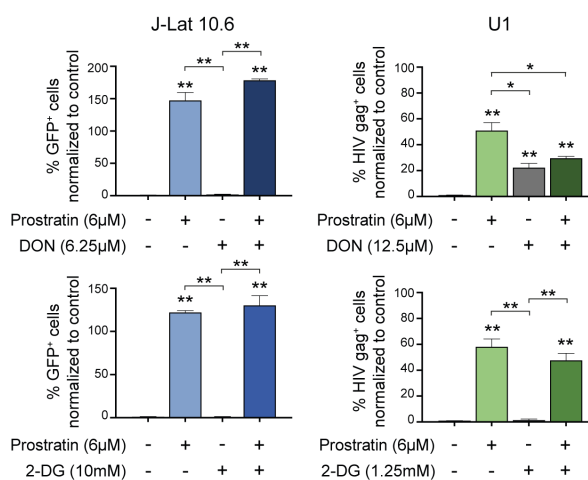 J-Lat 10.6
U1
% GFP⁺ cells
normalized to control
200
150
100
50
0
**
**
**
**
Prostratin (6µM) - + - +
DON (6.25µM) - - + +
% HIV gag⁺ cells
normalized to control
100
80
60
40
20
0
*
*
**
**
**
Prostratin (6µM) - + - +
DON (12.5µM) - - + +
% GFP⁺ cells
normalized to control
150
100
50
0
**
**
**
**
Prostratin (6µM) - + - +
2-DG (10mM) - - + +
% HIV gag⁺ cells
normalized to control
100
80
60
40
20
0
**
**
**
**
Prostratin (6µM) - + - +
2-DG (1.25mM) - - + +